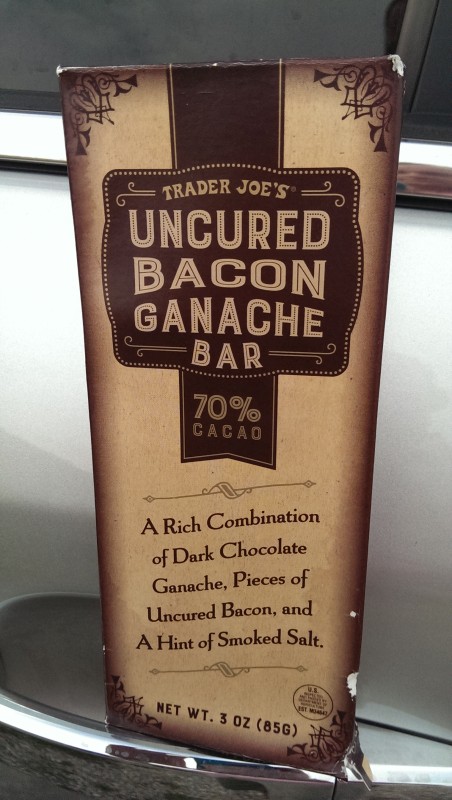 TRADER JOE'S®
UNCURED
BACON
GANACHE
BAR
70%
CACAO
A Rich Combination
of Dark Chocolate
Ganache, Pieces of
Uncured Bacon, and
A Hint of Smoked Salt.
NET WT. 3 OZ (85G)
U.S.